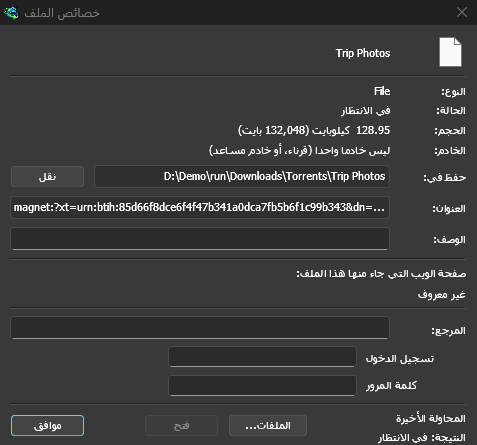 خصائص الملف
Trip Photos
النوع: File
الحالة: في الانتظار
الحجم: 128.95 كيلوبايت (132,048 بايت)
الخادم: ليس خادما واحدا (قرناء، أو خادم مساعد)
حفظ في: D:\Demo\run\Downloads\Torrents\Trip Photos نقل
العنوان: magnet:?xt=urn:btih:85d66f8dce6f4f47b341a0dca7fb5b6f1c99b343&dn=...
الوصف:
صفحة الويب التي جاء منها هذا الملف:
غير معروف
المرجع:
تسجيل الدخول
كلمة المرور
المحاولة الأخيرة
النتيجة: في الانتظار
الملفات... فتح موافق